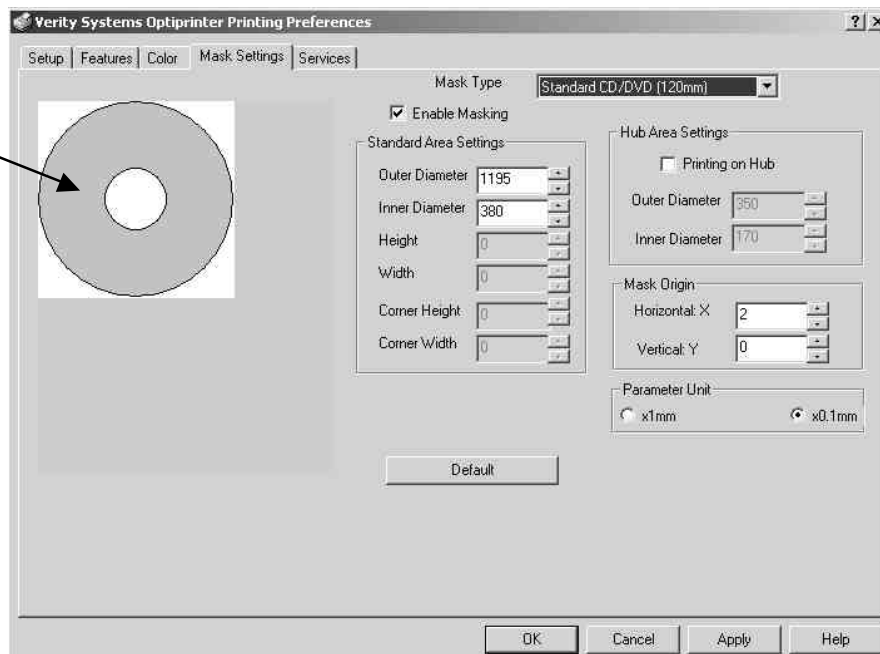 Verity Systems Optiprinter Printing Preferences
Setup Features Color Mask Settings Services
Mask Type Standard CD/DVD (120mm)
Enable Masking
Standard Area Settings
Outer Diameter 1195
Inner Diameter 380
Height 0
Width 0
Corner Height 0
Corner Width 0
Hub Area Settings
Printing on Hub
Outer Diameter 350
Inner Diameter 170
Mask Origin
Horizontal: X 2
Vertical: Y 0
Parameter Unit
x1mm x0.1mm
Default
OK Cancel Apply Help